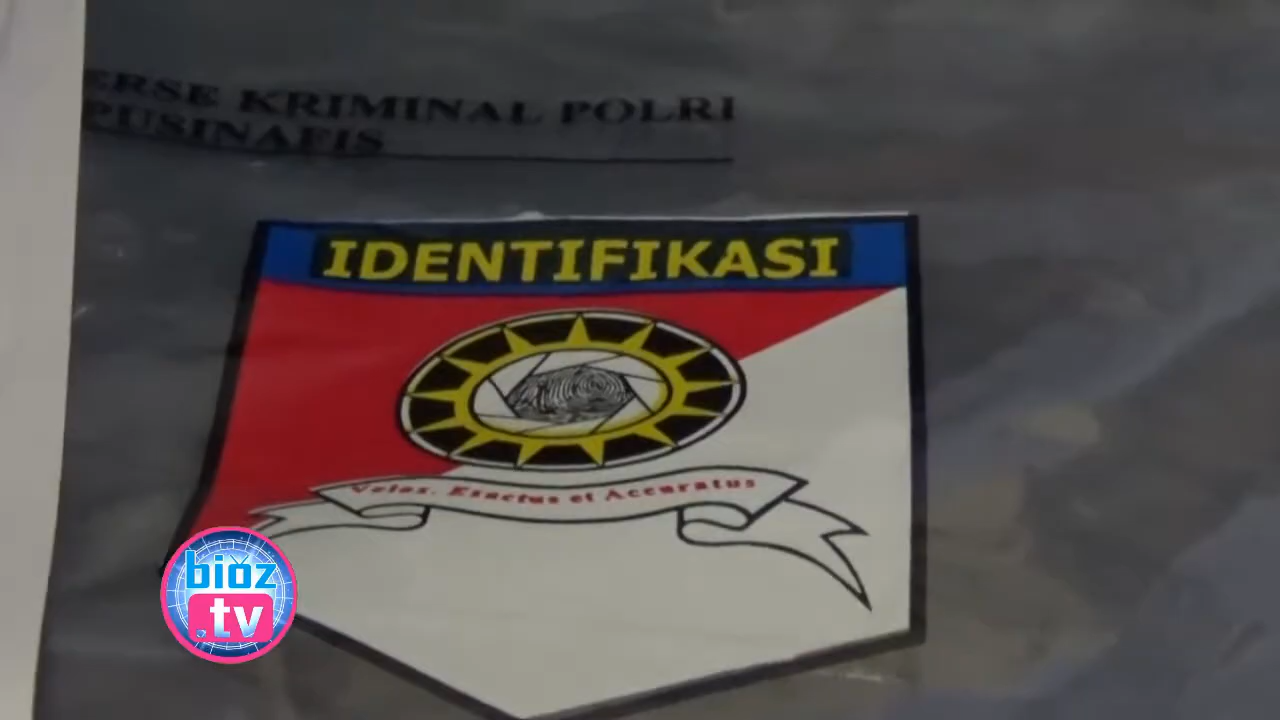 ERSE KRIMINAL POLRI
PUSINAFIS
IDENTIFIKASI
Velox, Exactus et Accuratus
bioz
.tv